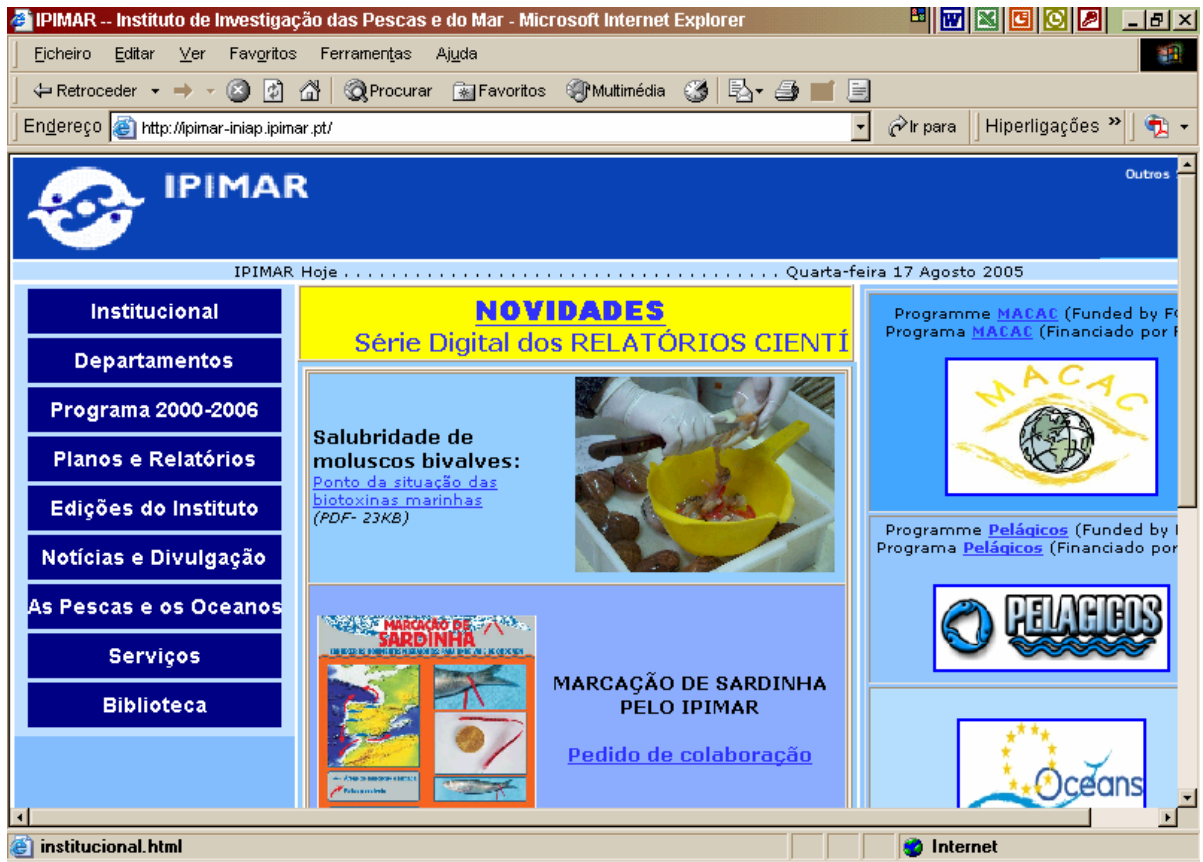 IPIMAR -- Instituto de Investigação das Pescas e do Mar - Microsoft Internet Explorer
Ficheiro Editar Ver Favoritos Ferramentas Ajuda
Retroceder Procurar Favoritos Multimédia
Endereço http://ipimar-iniap.ipimar.pt/ Ir para Hiperligações »
IPIMAR
Outros
IPIMAR Hoje . . . . . . . . . . . . . . . . . . . . . . . . . . . . . . . . . . . . . . Quarta-feira 17 Agosto 2005
Institucional
Departamentos
Programa 2000-2006
Planos e Relatórios
Edições do Instituto
Notícias e Divulgação
As Pescas e os Oceanos
Serviços
Biblioteca
NOVIDADES
Série Digital dos RELATÓRIOS CIENTÍ
Salubridade de
moluscos bivalves:
Ponto da situação das
biotoxinas marinhas
(PDF- 23KB)
MARCAÇÃO DE
SARDINHA
MARCAÇÃO DE SARDINHA
PELO IPIMAR
Pedido de colaboração
Programme MACAC (Funded by
Programa MACAC (Financiado por
MACAC
Programme Pelágicos (Funded by
Programa Pelágicos (Financiado por
PELAGICOS
Oceans
institucional.html
Internet